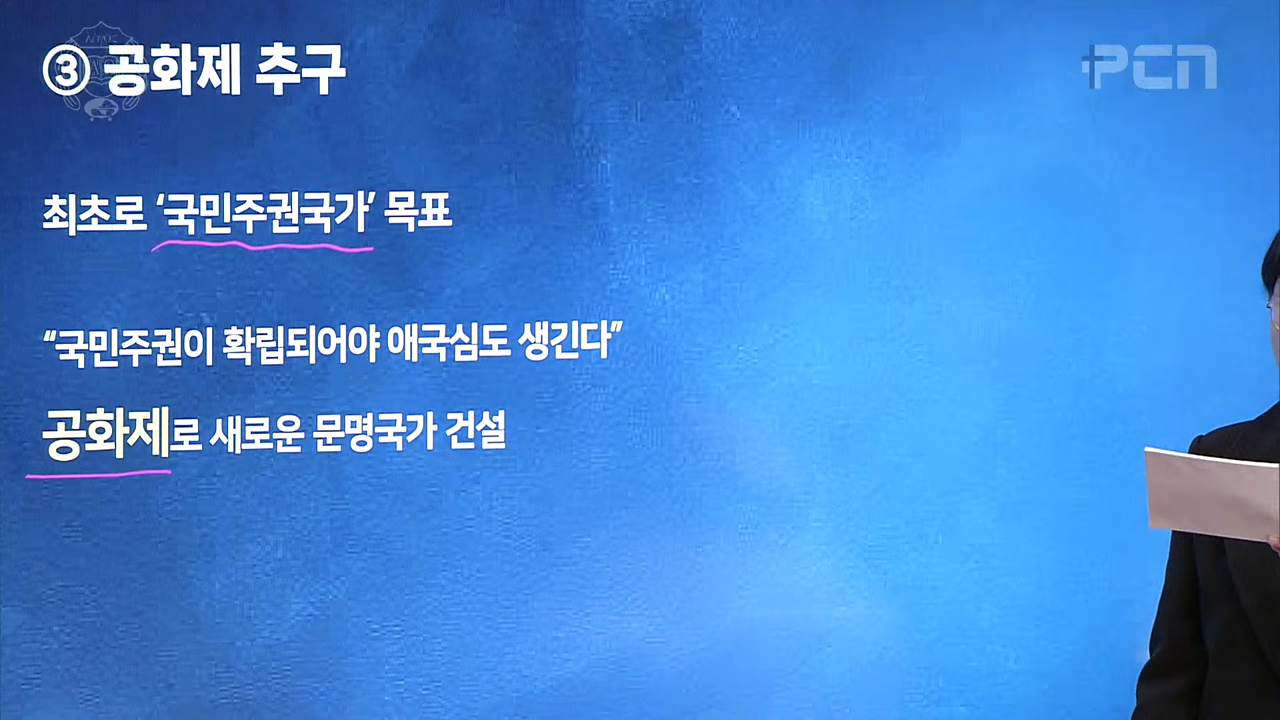 ③ 공화제 추구
PCN
최초로 ‘국민주권국가’ 목표
“국민주권이 확립되어야 애국심도 생긴다”
공화제로 새로운 문명국가 건설